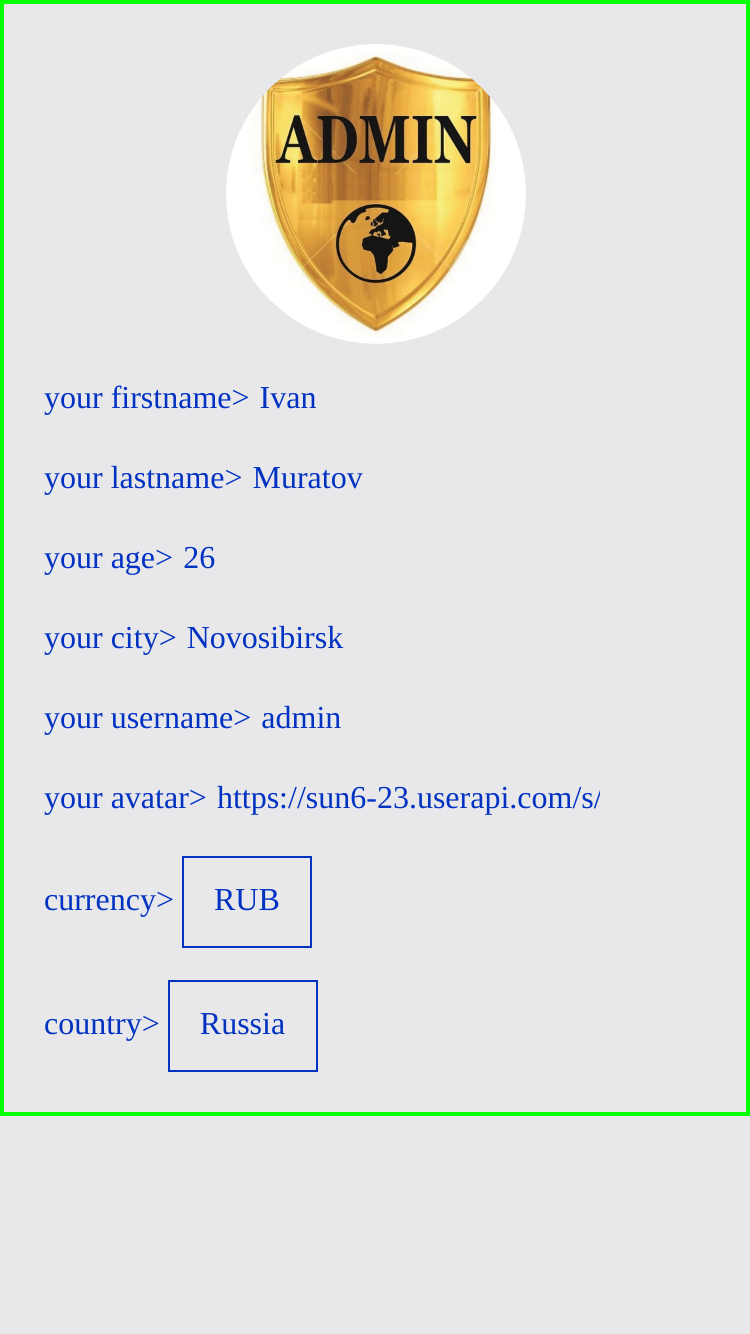 ADMIN
your firstname> Ivan
your lastname> Muratov
your age> 26
your city> Novosibirsk
your username> admin
your avatar> https://sun6-23.userapi.com/s/
currency> RUB
country> Russia